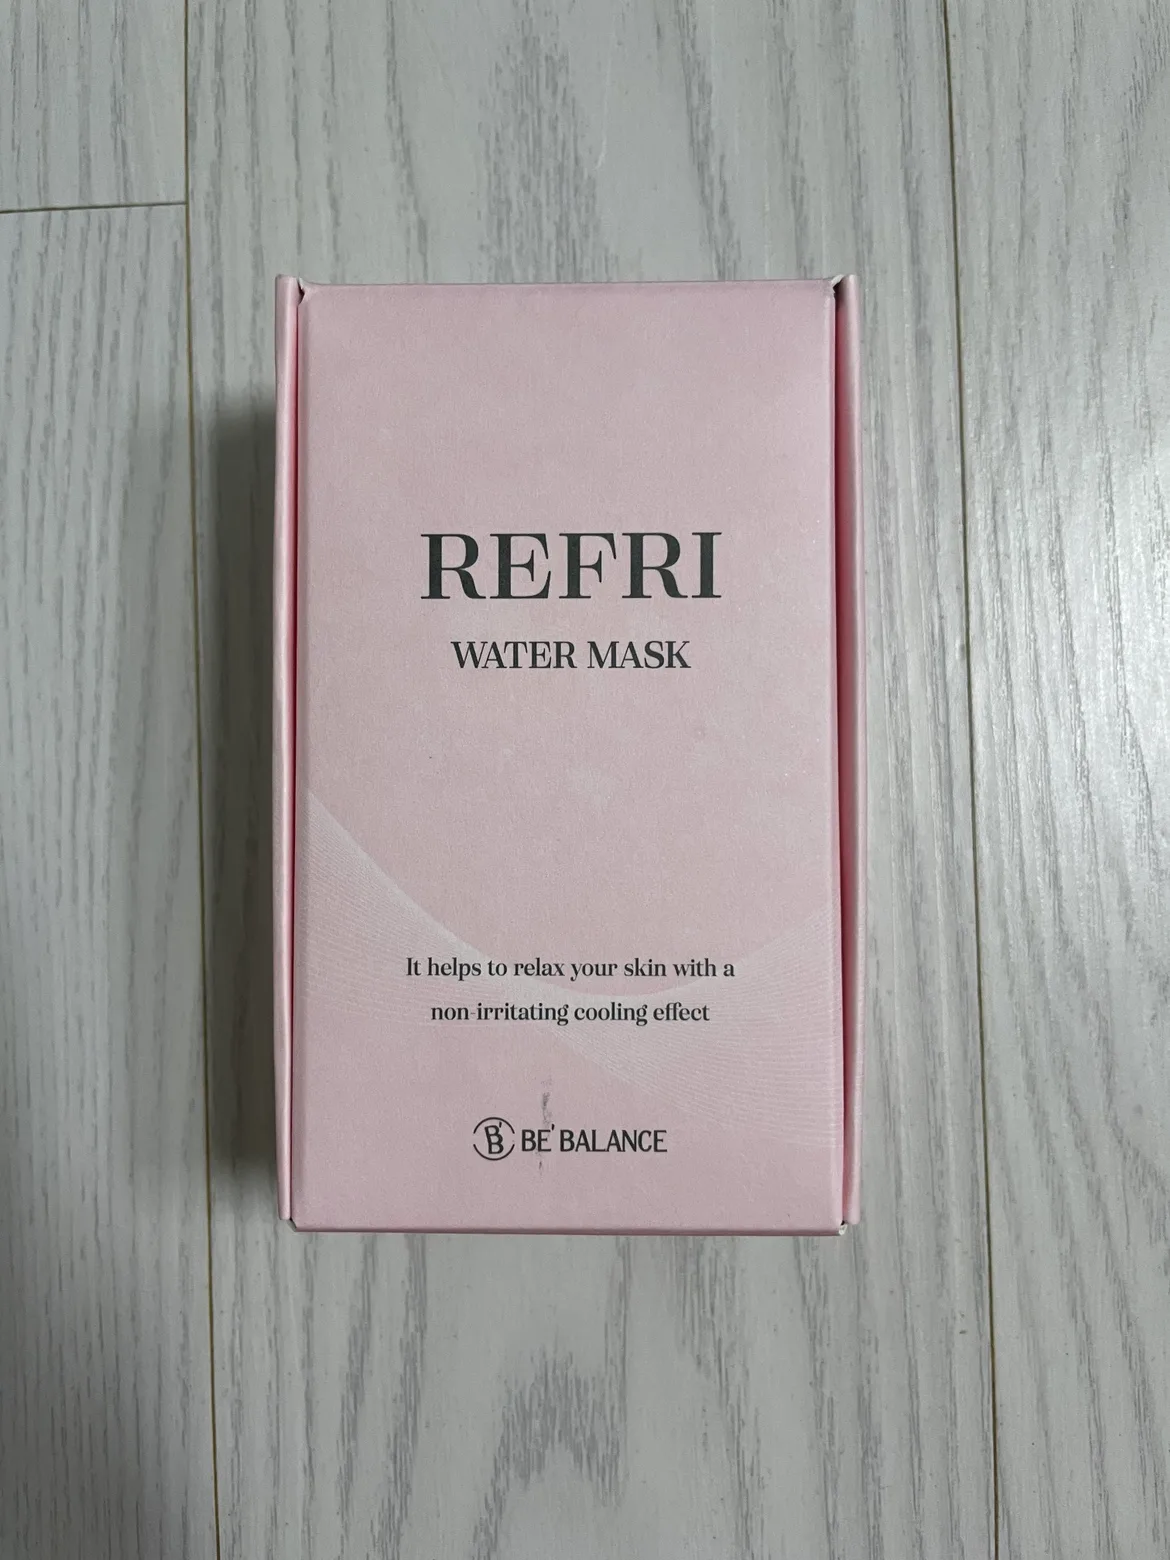 REFRI
WATER MASK
It helps to relax your skin with a
non-irritating cooling effect
B'B BE' BALANCE